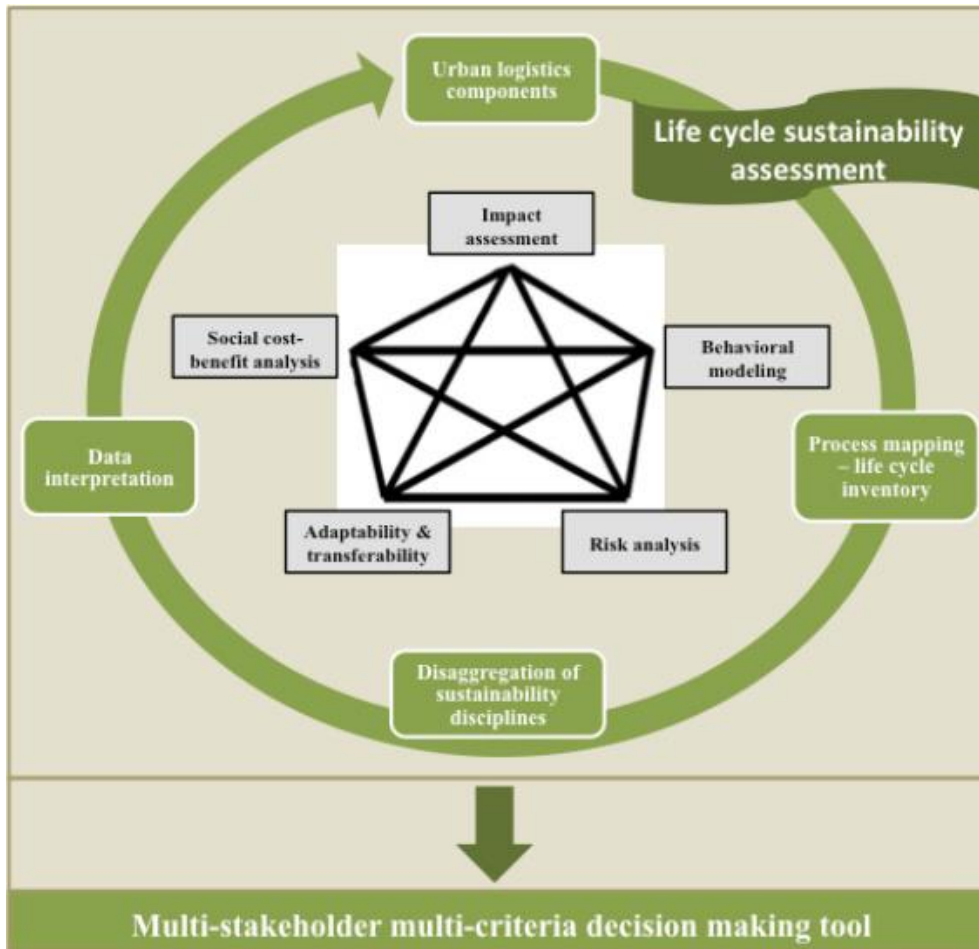 Urban logistics
components
Life cycle sustainability
assessment
Impact
assessment
Social cost-
benefit analysis
Behavioral
modeling
Data
interpretation
Process mapping
– life cycle
inventory
Adaptability &
transferability
Risk analysis
Disaggregation of
sustainability
disciplines
Multi-stakeholder multi-criteria decision making tool